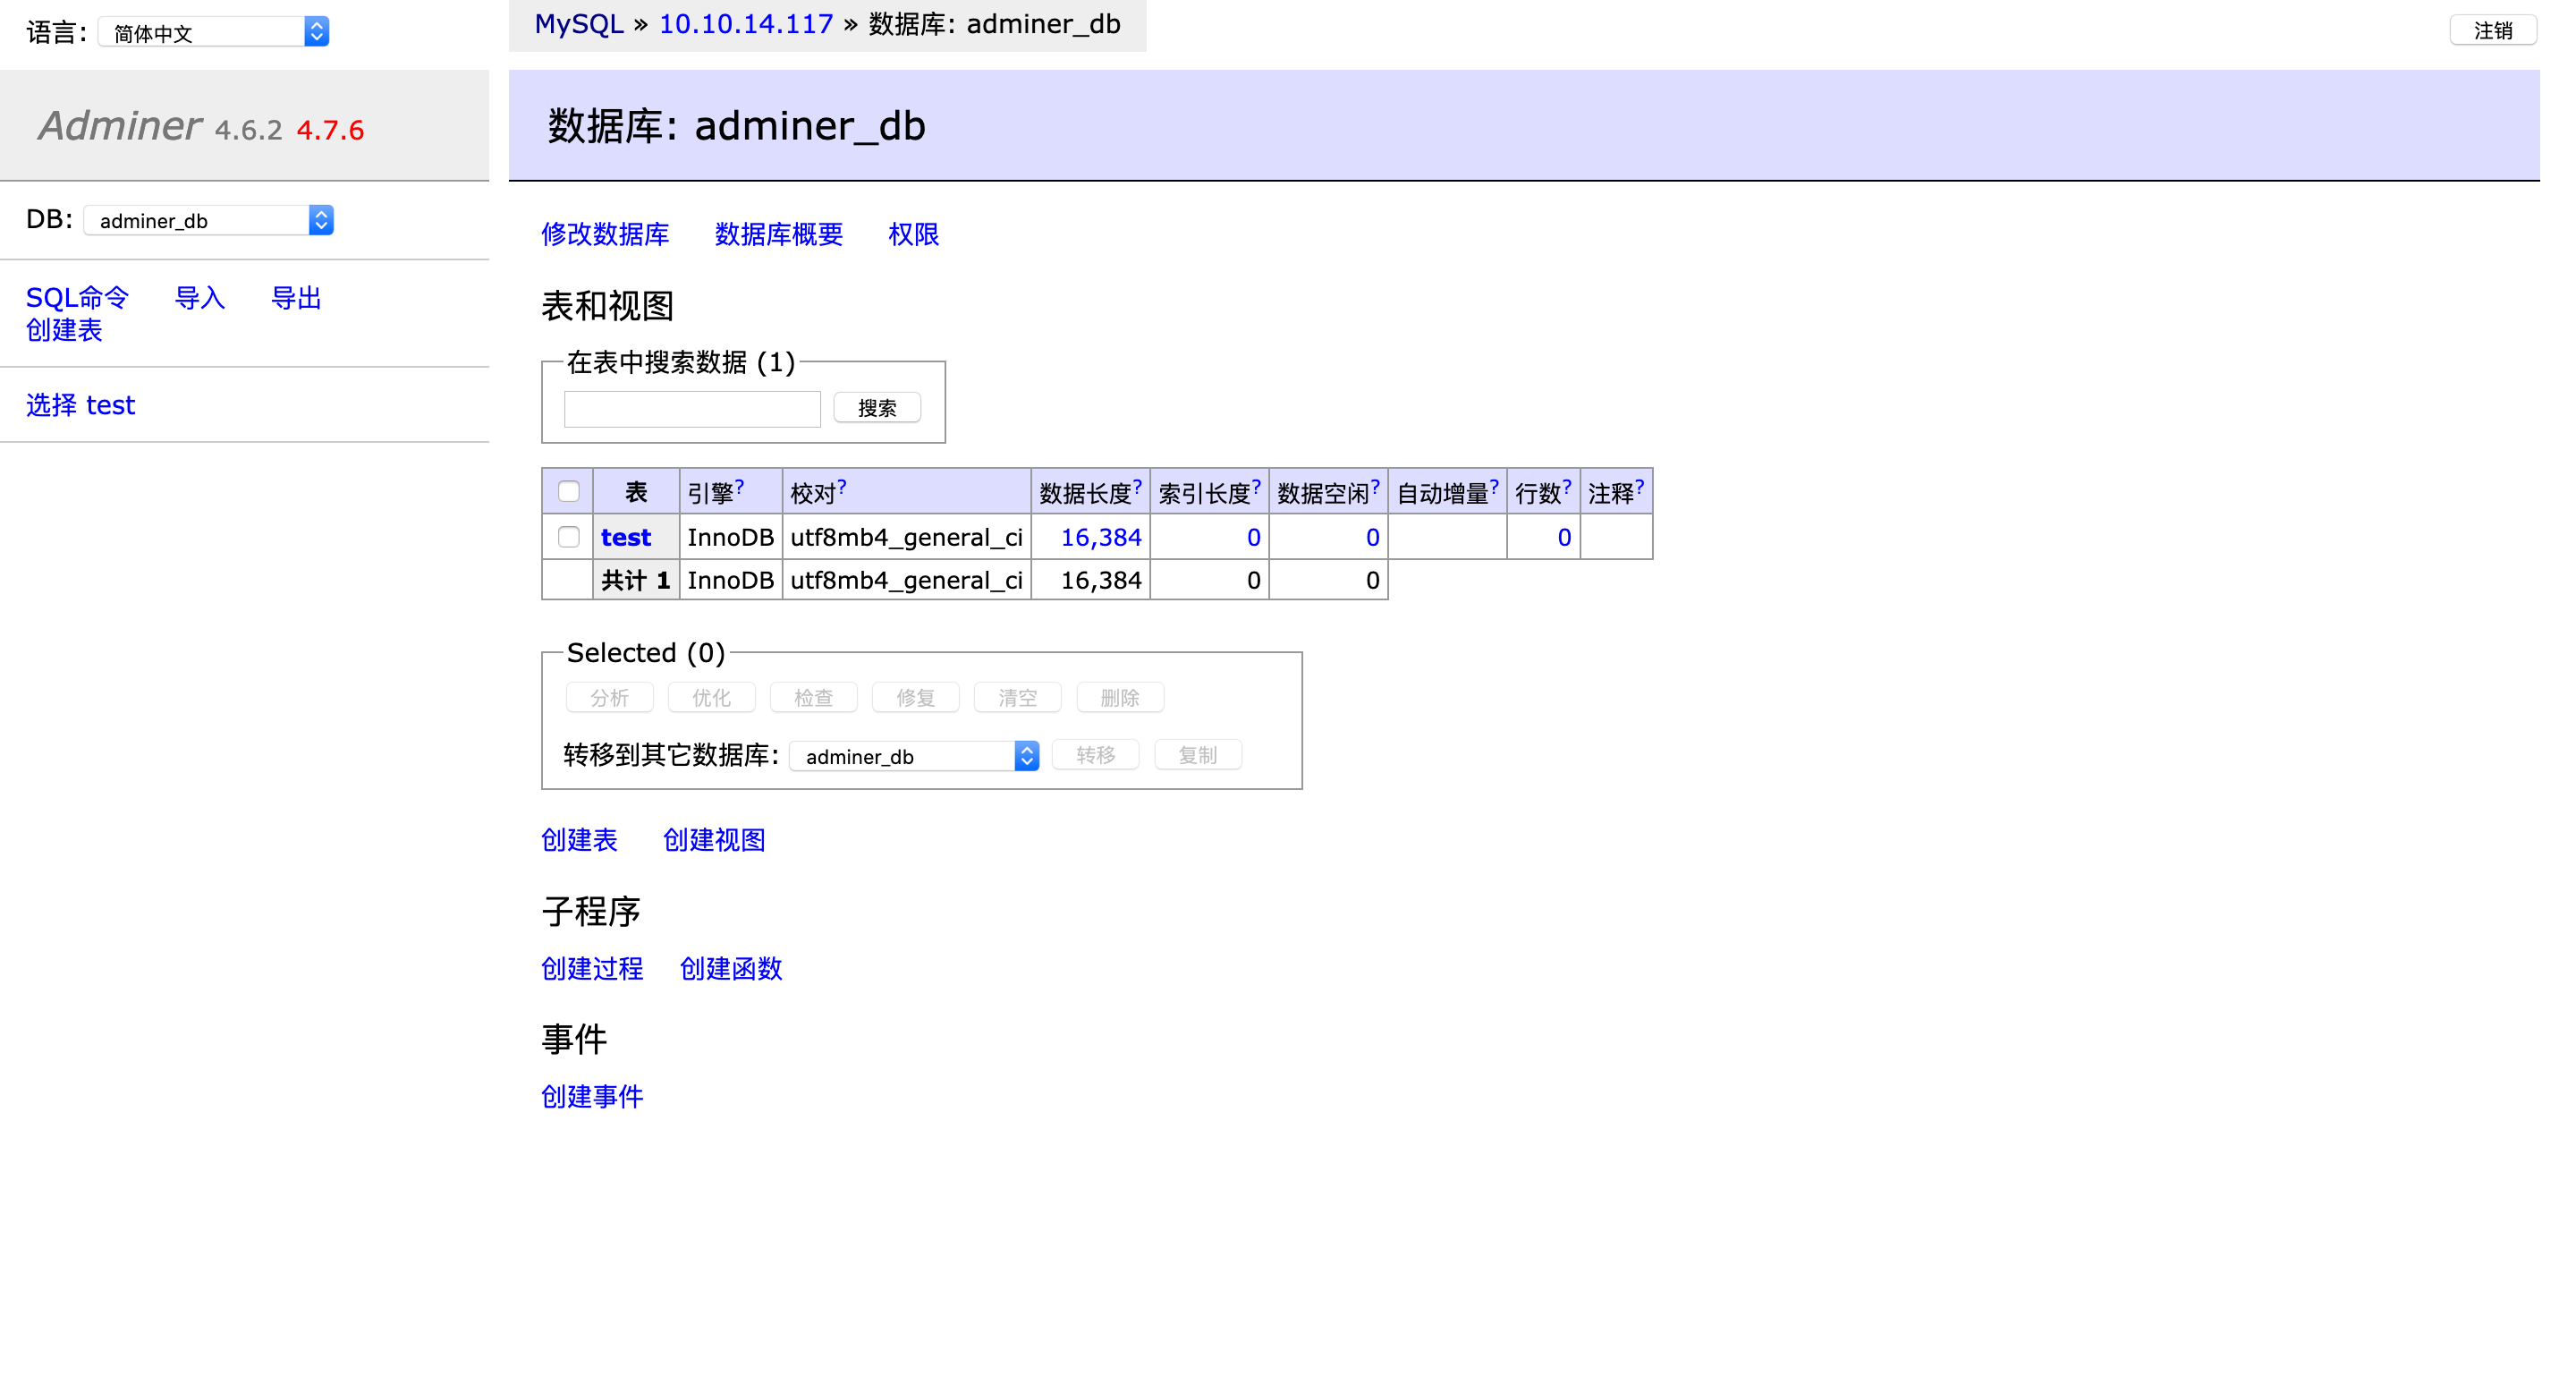 语言: 简体中文
MySQL » 10.10.14.117 » 数据库: adminer_db
注销
Adminer 4.6.2 4.7.6
数据库: adminer_db
DB: adminer_db
修改数据库 数据库概要 权限
SQL命令 导入 导出
创建表
选择 test
表和视图
在表中搜索数据 (1)
搜索
表 引擎? 校对? 数据长度? 索引长度? 数据空闲? 自动增量? 行数? 注释?
test InnoDB utf8mb4_general_ci 16,384 0 0 0
共计 1 InnoDB utf8mb4_general_ci 16,384 0 0
Selected (0)
分析 优化 检查 修复 清空 删除
转移到其它数据库: adminer_db 转移 复制
创建表 创建视图
子程序
创建过程 创建函数
事件
创建事件